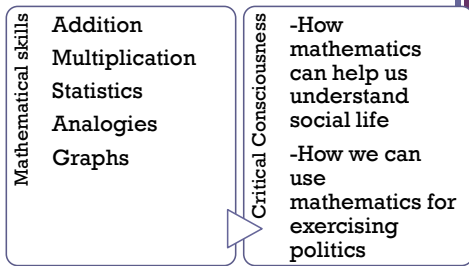 Mathematical skills
Addition
Multiplication
Statistics
Analogies
Graphs
Critical Consciousness
-How
mathematics
can help us
understand
social life
-How we can
use
mathematics for
exercising
politics